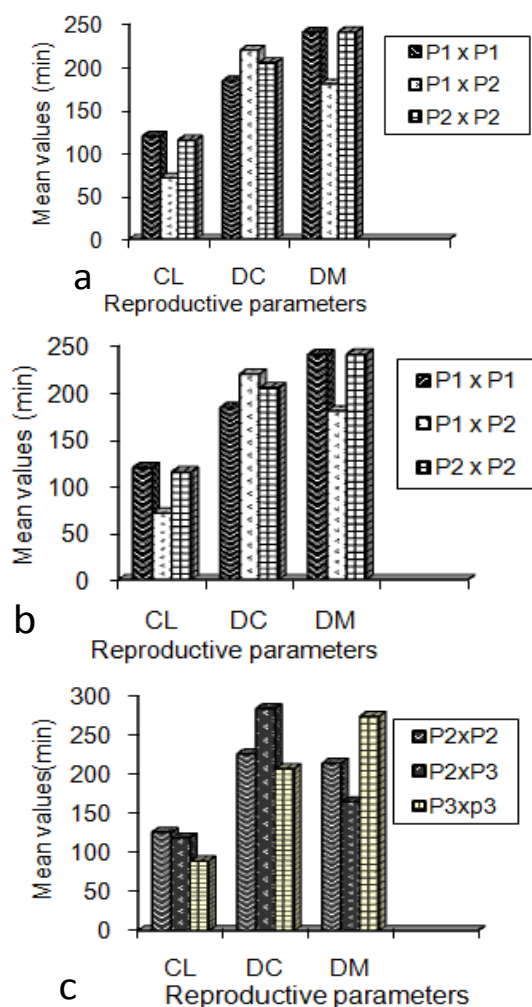 Mean values (min)
250
200
150
100
50
0
CL DC DM
Reproductive parameters
P1 x P1
P1 x P2
P2 x P2
a
Mean values (min)
250
200
150
100
50
0
CL DC DM
Reproductive parameters
P1 x P1
P1 x P2
P2 x P2
b
Mean values(min)
300
250
200
150
100
50
0
CL DC DM
Reproductive parameters
P2xP2
P2xP3
P3xp3
c